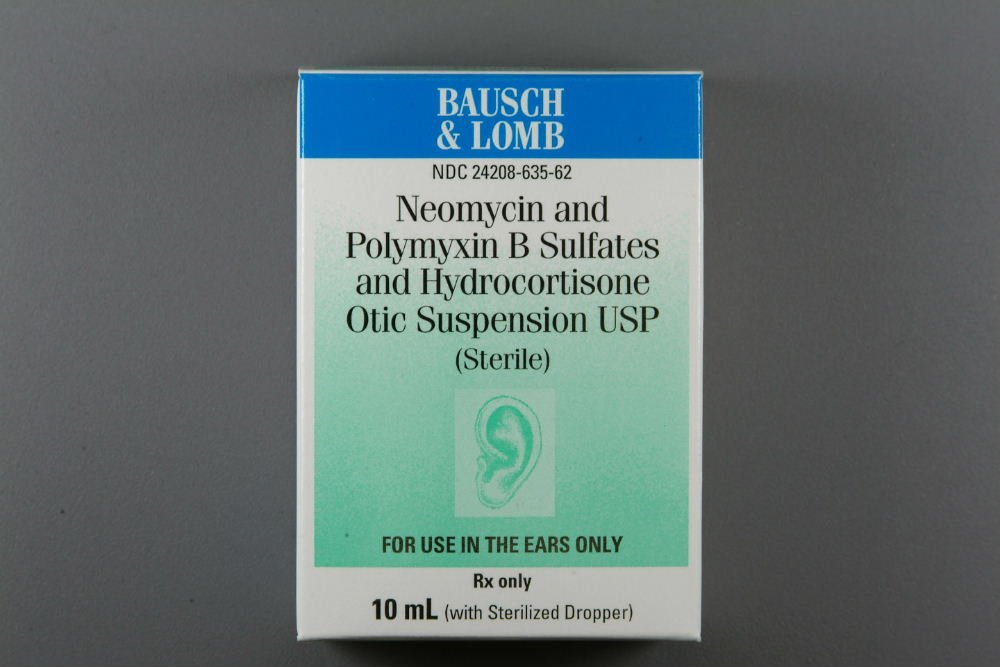 BAUSCH
& LOMB
NDC 24208-635-62
Neomycin and
Polymyxin B Sulfates
and Hydrocortisone
Otic Suspension USP
(Sterile)
FOR USE IN THE EARS ONLY
Rx only
10 mL (with Sterilized Dropper)